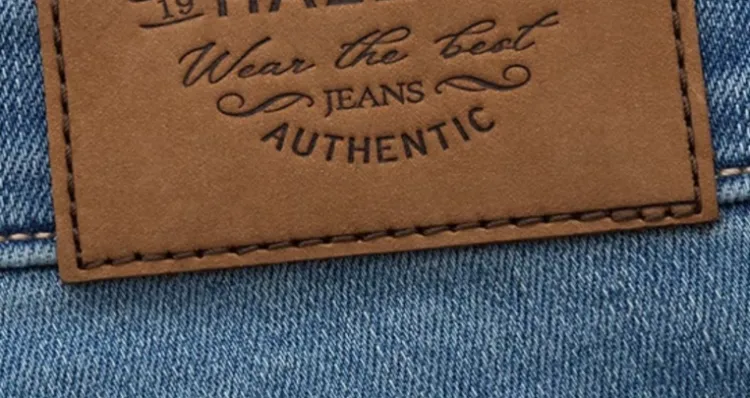 19
Wear the best
JEANS
AUTHENTIC